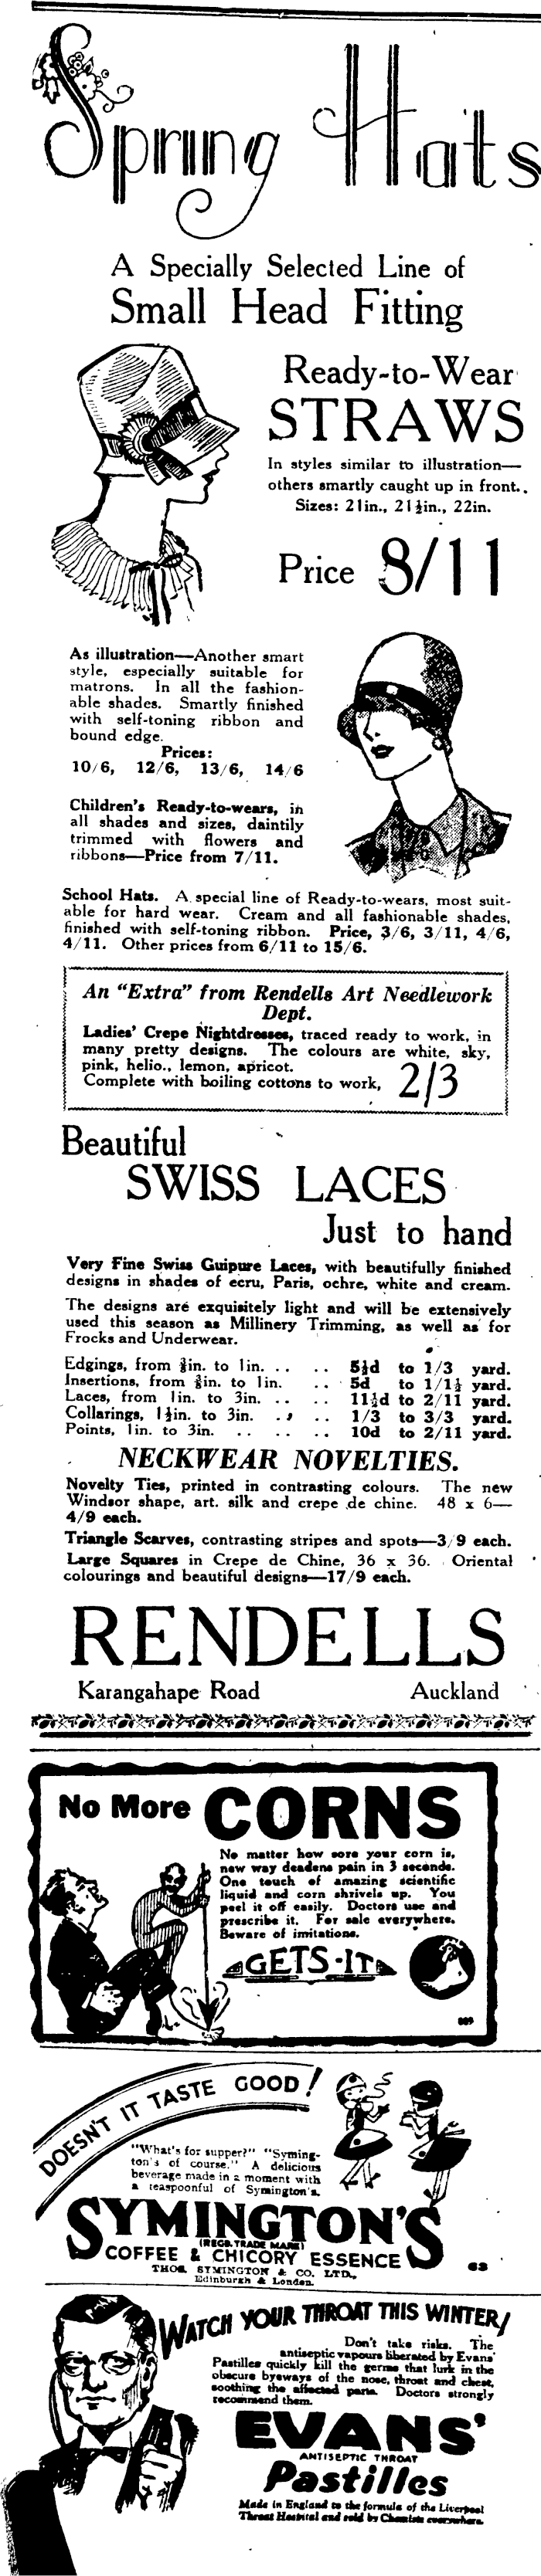 Spring Hats
A Specially Selected Line of
Small Head Fitting
Ready-to-Wear
STRAWS
In styles similar to illustration—
others smartly caught up in front.
Sizes: 21in., 21½in., 22in.
Price 8/11
As illustration—Another smart
style, especially suitable for
matrons. In all the fashion-
able shades. Smartly finished
with self-toning ribbon and
bound edge.
Prices:
10/6, 12/6, 13/6, 14/6
Children's Ready-to-wears, in
all shades and sizes, daintily
trimmed with flowers and
ribbons—Price from 7/11.
School Hats. A special line of Ready-to-wears, most suit-
able for hard wear. Cream and all fashionable shades,
finished with self-toning ribbon. Price, 3/6, 3/11, 4/6,
4/11. Other prices from 6/11 to 15/6.
An "Extra" from Rendells Art Needlework
Dept.
Ladies' Crepe Nightdresses, traced ready to work, in
many pretty designs. The colours are white, sky,
pink, helio., lemon, apricot.
Complete with boiling cottons to work, 2/3
Beautiful
SWISS LACES
Just to hand
Very Fine Swiss Guipure Laces, with beautifully finished
designs in shades of ecru, Paris, ochre, white and cream.
The designs are exquisitely light and will be extensively
used this season as Millinery Trimming, as well as for
Frocks and Underwear.
Edgings, from in. to 1in. .. .. 5½d to 1/3 yard.
Insertions, from in. to 1in. .. 5d to 1/1½ yard.
Laces, from 1in. to 3in. .. .. 11½d to 2/11 yard.
Collarings, 1½in. to 3in. .. .. 1/3 to 3/3 yard.
Points, 1in. to 3in. .. .. .. 10d to 2/11 yard.
NECKWEAR NOVELTIES.
Novelty Ties, printed in contrasting colours. The new
Windsor shape, art. silk and crepe de chine. 48 x 6—
4/9 each.
Triangle Scarves, contrasting stripes and spots—3/9 each.
Large Squares in Crepe de Chine, 36 x 36. Oriental
colourings and beautiful designs—17/9 each.
RENDELLS
Karangahape Road Auckland
No More CORNS
No matter how sore your corn is,
new way deadens pain in 3 seconds.
One touch of amazing scientific
liquid and corn shrivels up. You
peel it off easily. Doctors use and
prescribe it. For sale everywhere.
Beware of imitations.
"GETS-IT"
DOESN'T IT TASTE GOOD!
"What's for supper?" "Syming-
ton's of course." A delicious
beverage made in a moment with
a teaspoonful of Symington's.
SYMINGTON'S
(REGD. TRADE MARK)
COFFEE & CHICORY ESSENCE
THOS. SYMINGTON & CO. LTD.,
Edinburgh & London.
63
WATCH YOUR THROAT THIS WINTER!
Don't take risks. The
antiseptic vapours liberated by Evans'
Pastilles quickly kill the germs that lurk in the
obscure byways of the nose, throat and chest,
soothing the affected parts. Doctors strongly
recommend them.
EVANS'
ANTISEPTIC THROAT
Pastilles
Made in England to the formula of the Liverpool
Throat Hospital and sold by Chemists everywhere.